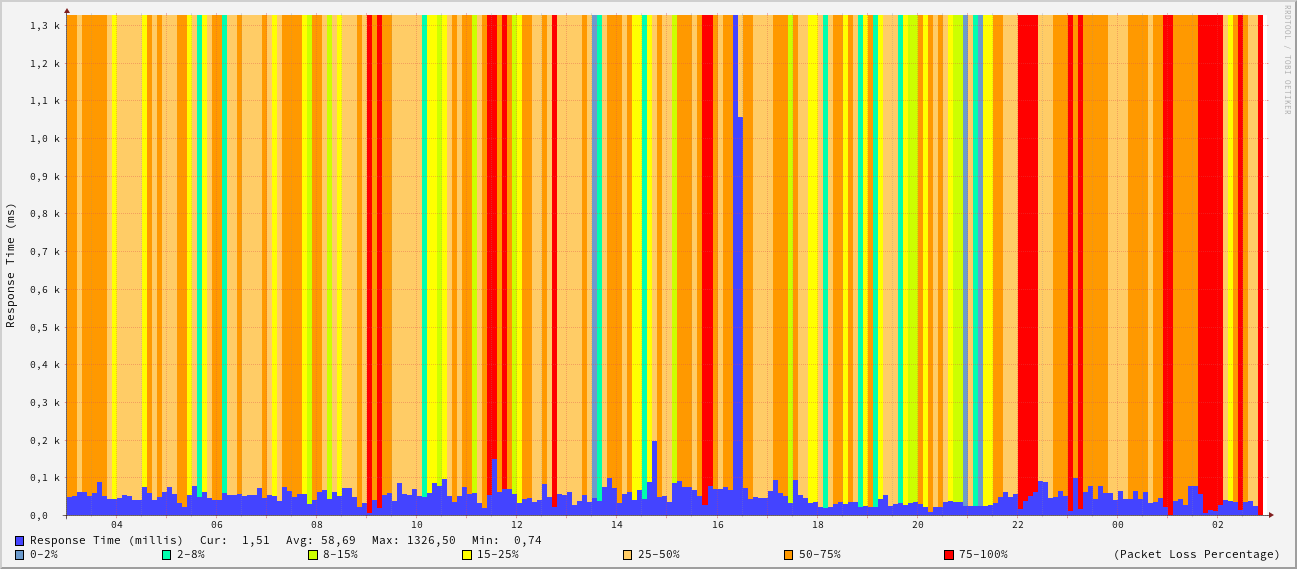 RRDTOOL / TOBI OETIKER
Response Time (ms)
1,3 k
1,2 k
1,1 k
1,0 k
0,9 k
0,8 k
0,7 k
0,6 k
0,5 k
0,4 k
0,3 k
0,2 k
0,1 k
0,0
04 06 08 10 12 14 16 18 20 22 00 02
Response Time (millis) Cur: 1,51 Avg: 58,69 Max: 1326,50 Min: 0,74
0-2% 2-8% 8-15% 15-25% 25-50% 50-75% 75-100% (Packet Loss Percentage)